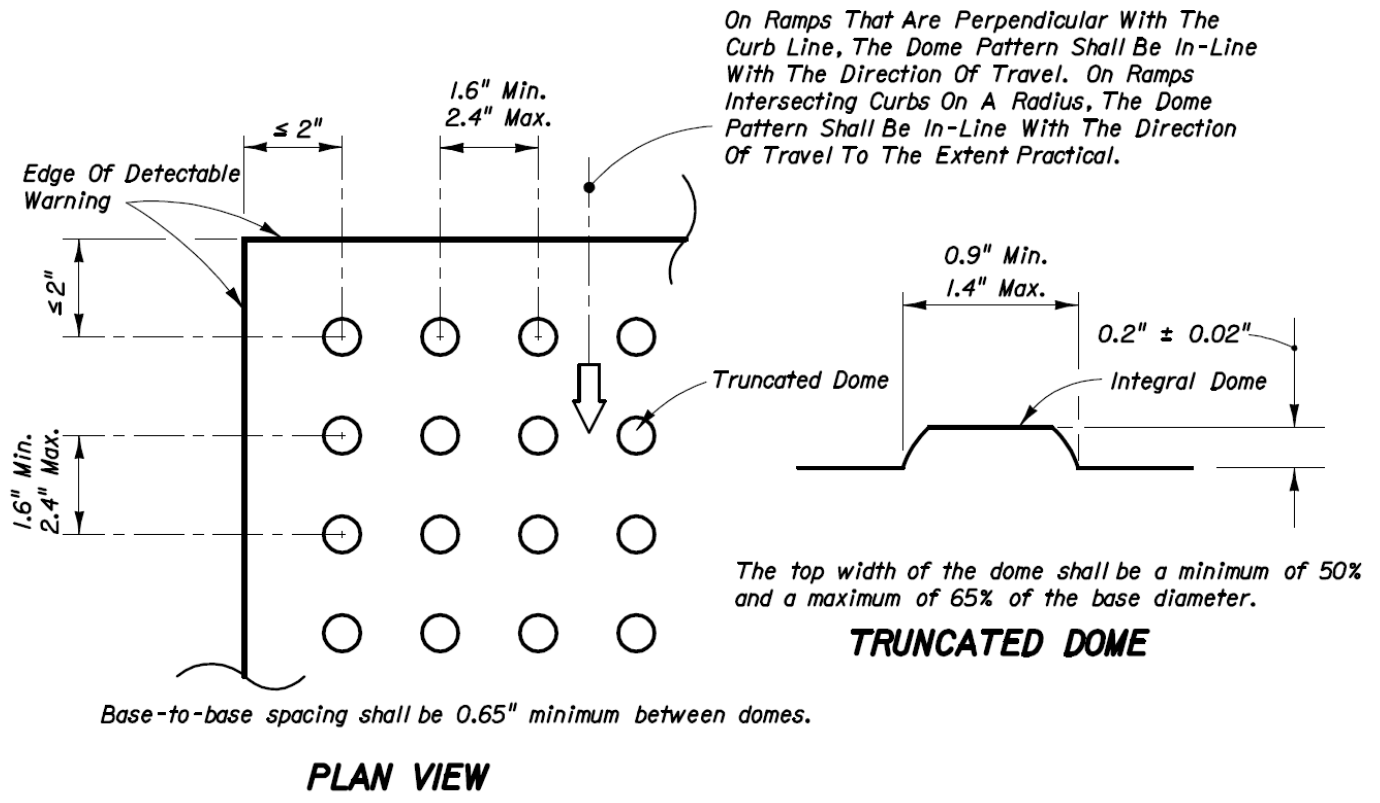 On Ramps That Are Perpendicular With The
Curb Line, The Dome Pattern Shall Be In-Line
With The Direction Of Travel. On Ramps
Intersecting Curbs On A Radius, The Dome
Pattern Shall Be In-Line With The Direction
Of Travel To The Extent Practical.
1.6" Min.
2.4" Max.
≤ 2"
Edge Of Detectable
Warning
≤2"
0.9" Min.
1.4" Max.
0.2" ± 0.02"
Truncated Dome
Integral Dome
1.6" Min.
2.4" Max.
The top width of the dome shall be a minimum of 50%
and a maximum of 65% of the base diameter.
TRUNCATED DOME
Base-to-base spacing shall be 0.65" minimum between domes.
PLAN VIEW